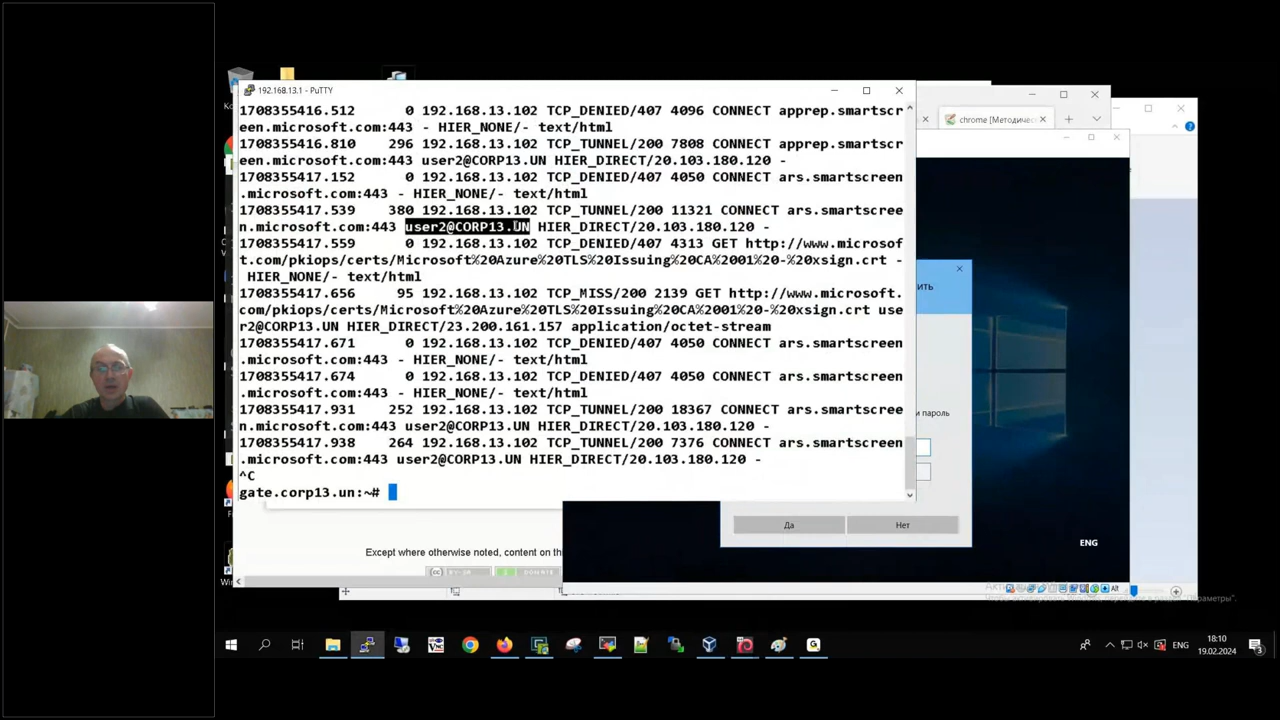 192.168.13.1 - PuTTY
1708355416.512      0 192.168.13.102 TCP_DENIED/407 4096 CONNECT apprep.smartscr
een.microsoft.com:443 - HIER_NONE/- text/html
1708355416.810    296 192.168.13.102 TCP_TUNNEL/200 7808 CONNECT apprep.smartscr
een.microsoft.com:443 user2@CORP13.UN HIER_DIRECT/20.103.180.120 -
1708355417.152      0 192.168.13.102 TCP_DENIED/407 4050 CONNECT ars.smartscreen
.microsoft.com:443 - HIER_NONE/- text/html
1708355417.539    380 192.168.13.102 TCP_TUNNEL/200 11321 CONNECT ars.smartscree
n.microsoft.com:443 user2@CORP13.UN HIER_DIRECT/20.103.180.120 -
1708355417.559      0 192.168.13.102 TCP_DENIED/407 4313 GET http://www.microsof
t.com/pkiops/certs/Microsoft%20Azure%20TLS%20Issuing%20CA%2001%20-%20xsign.crt -
HIER_NONE/- text/html
1708355417.656     95 192.168.13.102 TCP_MISS/200 2139 GET http://www.microsoft.
com/pkiops/certs/Microsoft%20Azure%20TLS%20Issuing%20CA%2001%20-%20xsign.crt use
r2@CORP13.UN HIER_DIRECT/23.200.161.157 application/octet-stream
1708355417.671      0 192.168.13.102 TCP_DENIED/407 4050 CONNECT ars.smartscreen
.microsoft.com:443 - HIER_NONE/- text/html
1708355417.674      0 192.168.13.102 TCP_DENIED/407 4050 CONNECT ars.smartscreen
.microsoft.com:443 - HIER_NONE/- text/html
1708355417.931    252 192.168.13.102 TCP_TUNNEL/200 18367 CONNECT ars.smartscree
n.microsoft.com:443 user2@CORP13.UN HIER_DIRECT/20.103.180.120 -
1708355417.938    264 192.168.13.102 TCP_TUNNEL/200 7376 CONNECT ars.smartscreen
.microsoft.com:443 user2@CORP13.UN HIER_DIRECT/20.103.180.120 -
^C
gate.corp13.un:~#
chrome [Методичес
ить
и пароль
Да
Нет
ENG
Except where otherwise noted, content on th
ENG
18:10
19.02.2024